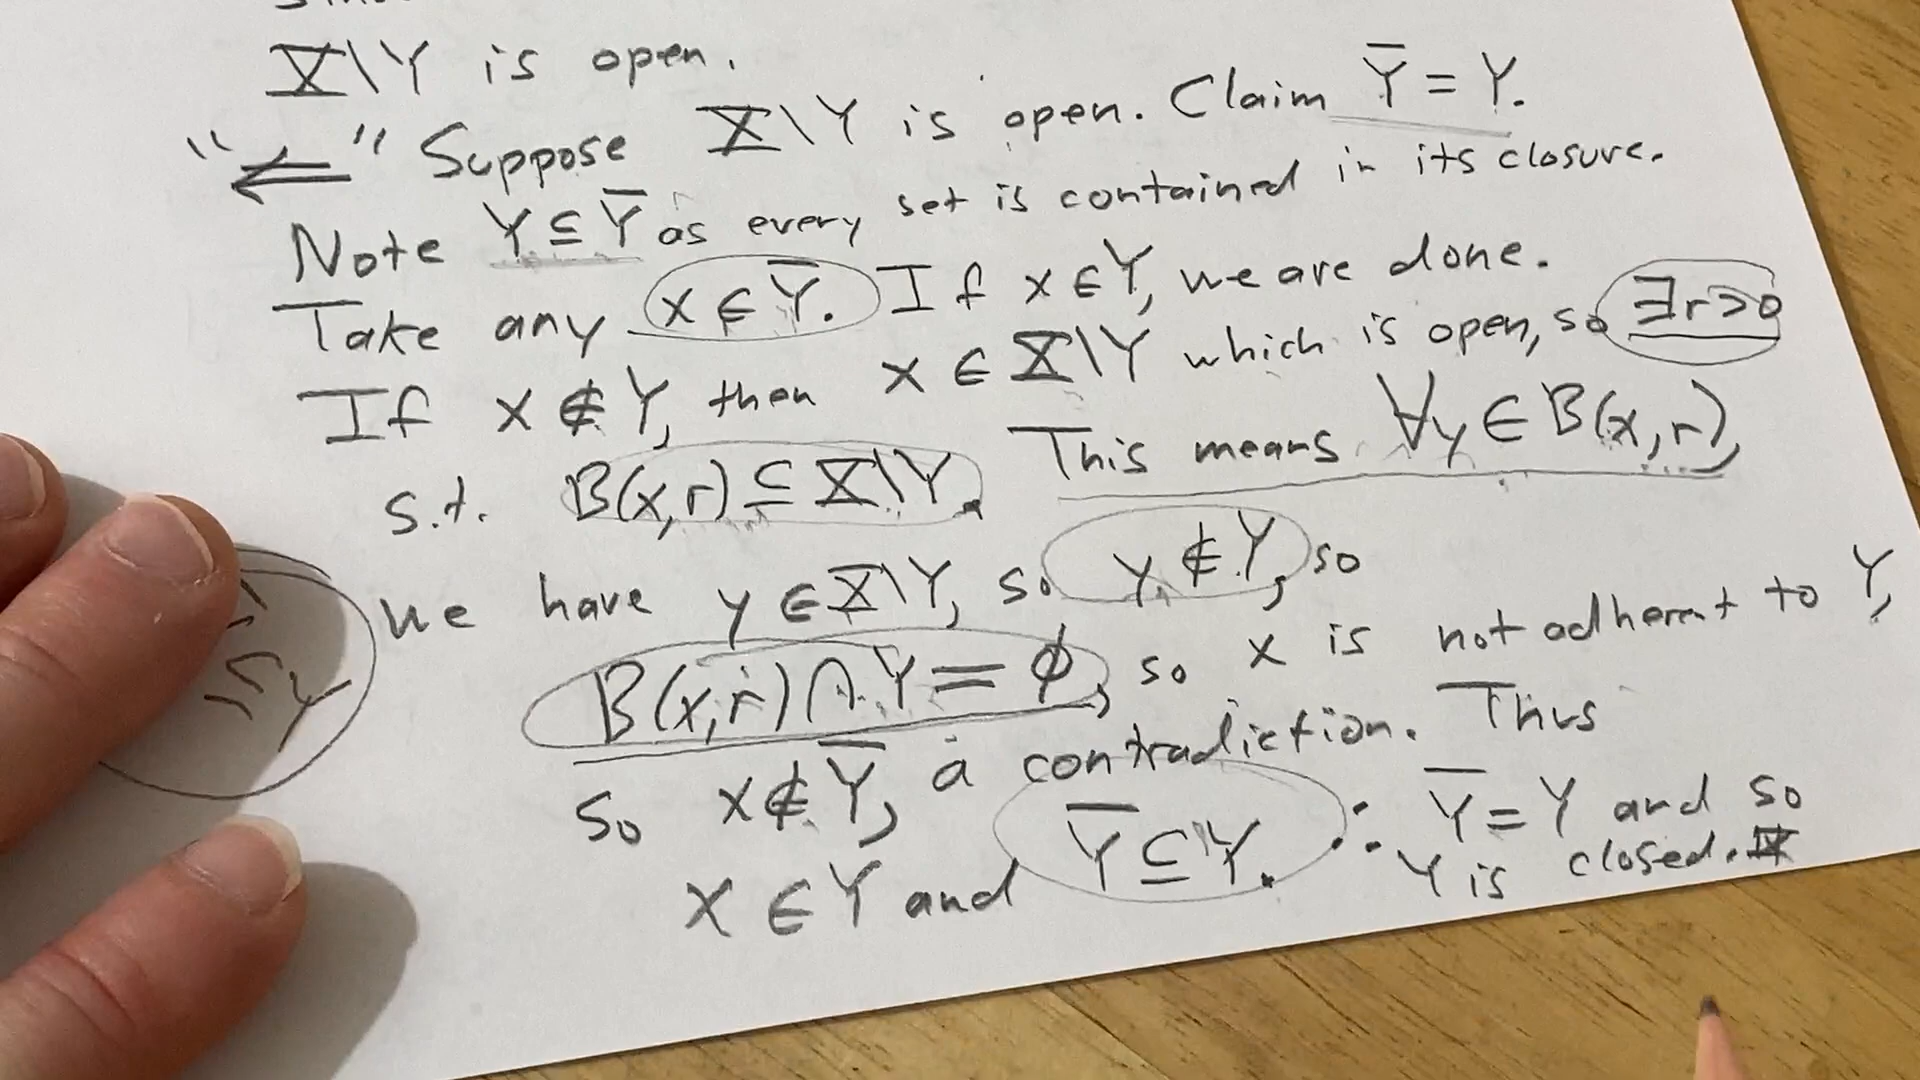 X\Y is open.
"⟸" Suppose X\Y is open. Claim Ȳ = Y.
Note Y ⊆ Ȳ as every set is contained in its closure.
Take any x ∈ Ȳ. If x ∈ Y, we are done.
If x ∉ Y, then x ∈ X\Y which is open, so ∃r>0
s.t. B(x,r) ⊆ X\Y. This means ∀y ∈ B(x,r),
we have y ∈ X\Y, so y ∉ Y, so
B(x,r) ∩ Y = ∅, so x is not adherent to Y,
so x ∉ Ȳ, a contradiction. Thus
x ∈ Y and Ȳ ⊆ Y. ∴ Ȳ = Y and so
Y is closed.